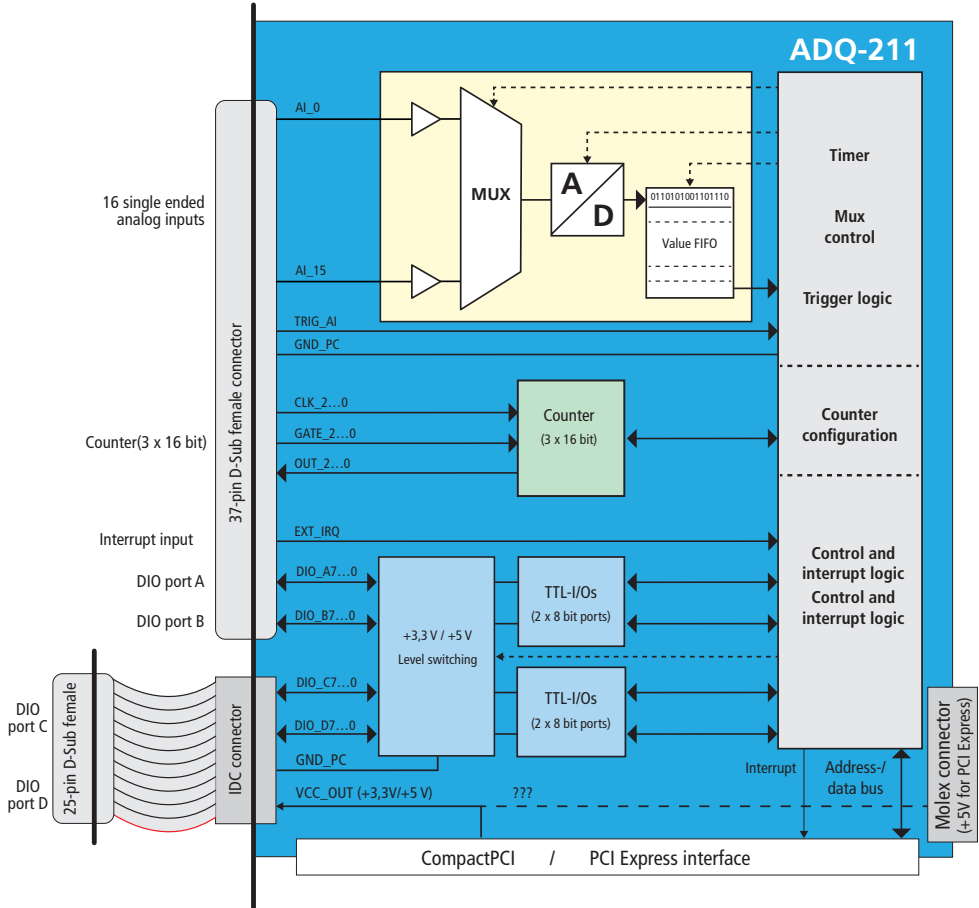 ADQ-211
AI_0
16 single ended
analog inputs
MUX
A
D
0110101001101110
Value FIFO
Timer
Mux
control
Trigger logic
AI_15
TRIG_AI
GND_PC
37-pin D-Sub female connector
Counter(3 x 16 bit)
CLK_2...0
GATE_2...0
OUT_2...0
Counter
(3 x 16 bit)
Counter
configuration
Interrupt input
EXT_IRQ
DIO port A
DIO_A7...0
DIO port B
DIO_B7...0
+3,3 V / +5 V
Level switching
TTL-I/Os
(2 x 8 bit ports)
Control and
interrupt logic
Control and
interrupt logic
DIO
port C
DIO
port D
25-pin D-Sub female
IDC connector
DIO_C7...0
DIO_D7...0
TTL-I/Os
(2 x 8 bit ports)
GND_PC
VCC_OUT (+3,3V/+5 V)
???
Interrupt
Address-/
data bus
Molex connector
(+5V for PCI Express)
CompactPCI / PCI Express interface